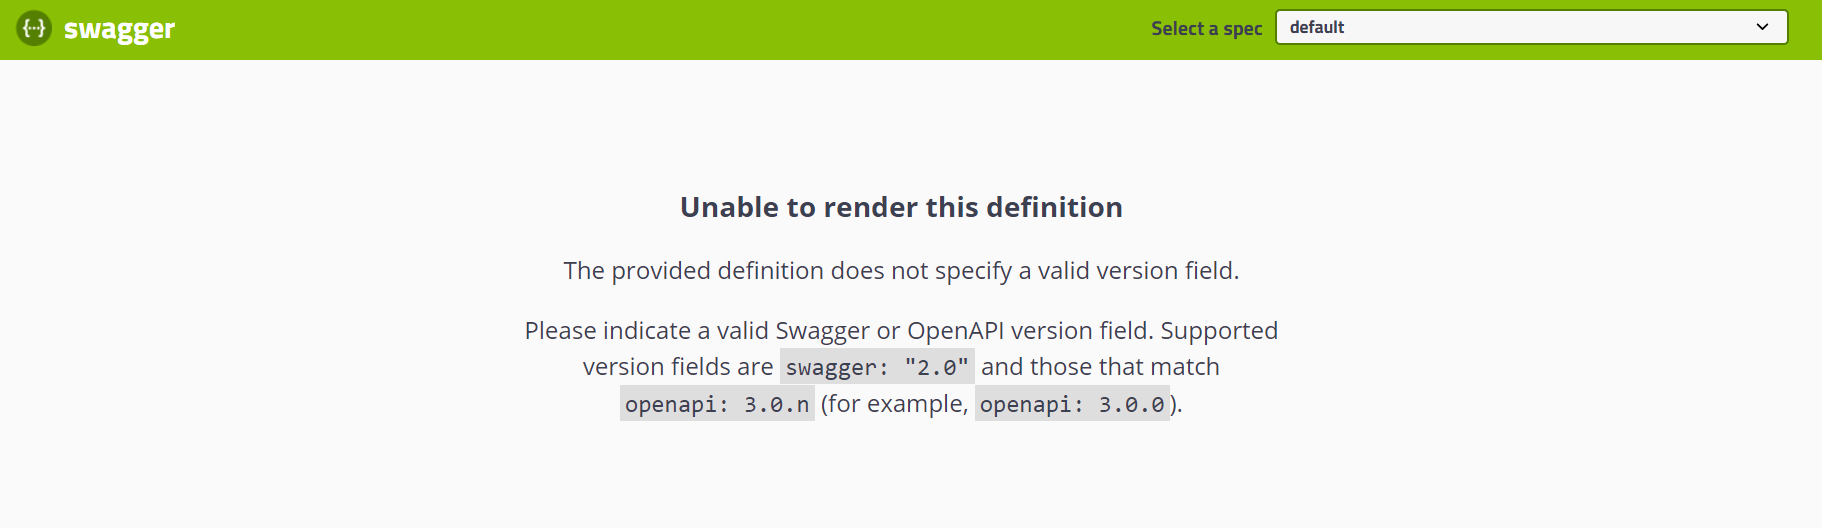 {···} swagger
Select a spec default
Unable to render this definition
The provided definition does not specify a valid version field.
Please indicate a valid Swagger or OpenAPI version field. Supported
version fields are swagger: "2.0" and those that match
openapi: 3.0.n (for example, openapi: 3.0.0).